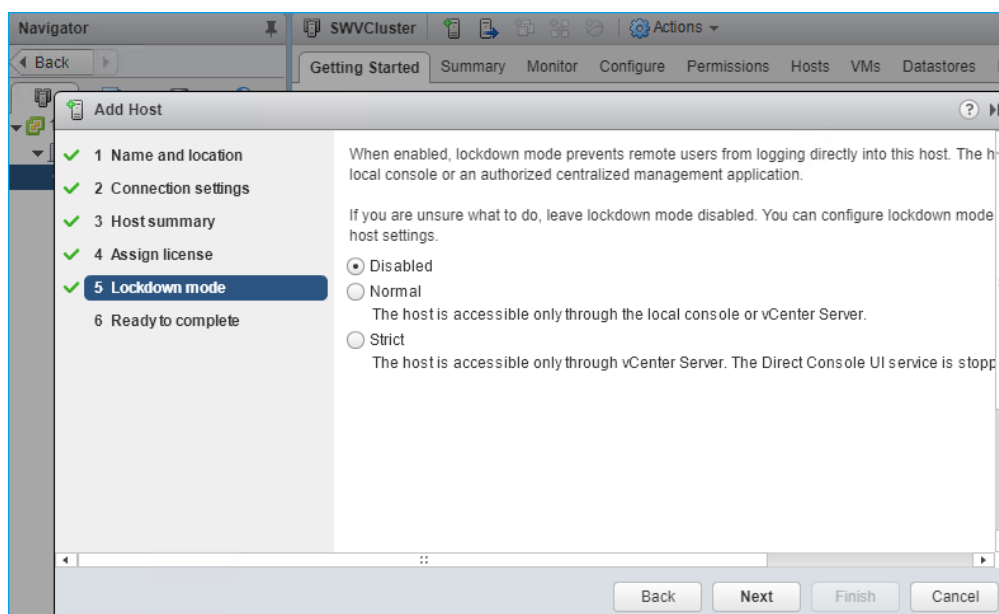 Navigator
SWVCluster
Actions
Back
Getting Started Summary Monitor Configure Permissions Hosts VMs Datastores
Add Host
1 Name and location
2 Connection settings
3 Host summary
4 Assign license
5 Lockdown mode
6 Ready to complete
When enabled, lockdown mode prevents remote users from logging directly into this host. The h
local console or an authorized centralized management application.
If you are unsure what to do, leave lockdown mode disabled. You can configure lockdown mode
host settings.
Disabled
Normal
The host is accessible only through the local console or vCenter Server.
Strict
The host is accessible only through vCenter Server. The Direct Console UI service is stopp
Back Next Finish Cancel